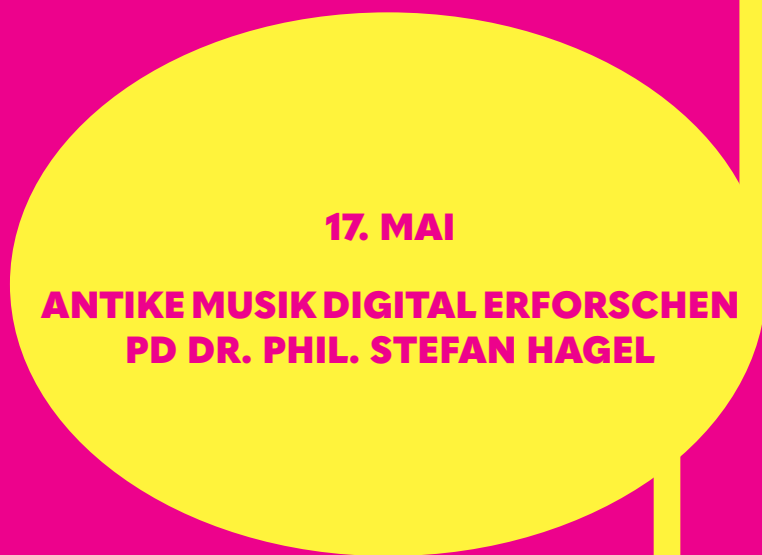 17. MAI
ANTIKE MUSIK DIGITAL ERFORSCHEN
PD DR. PHIL. STEFAN HAGEL